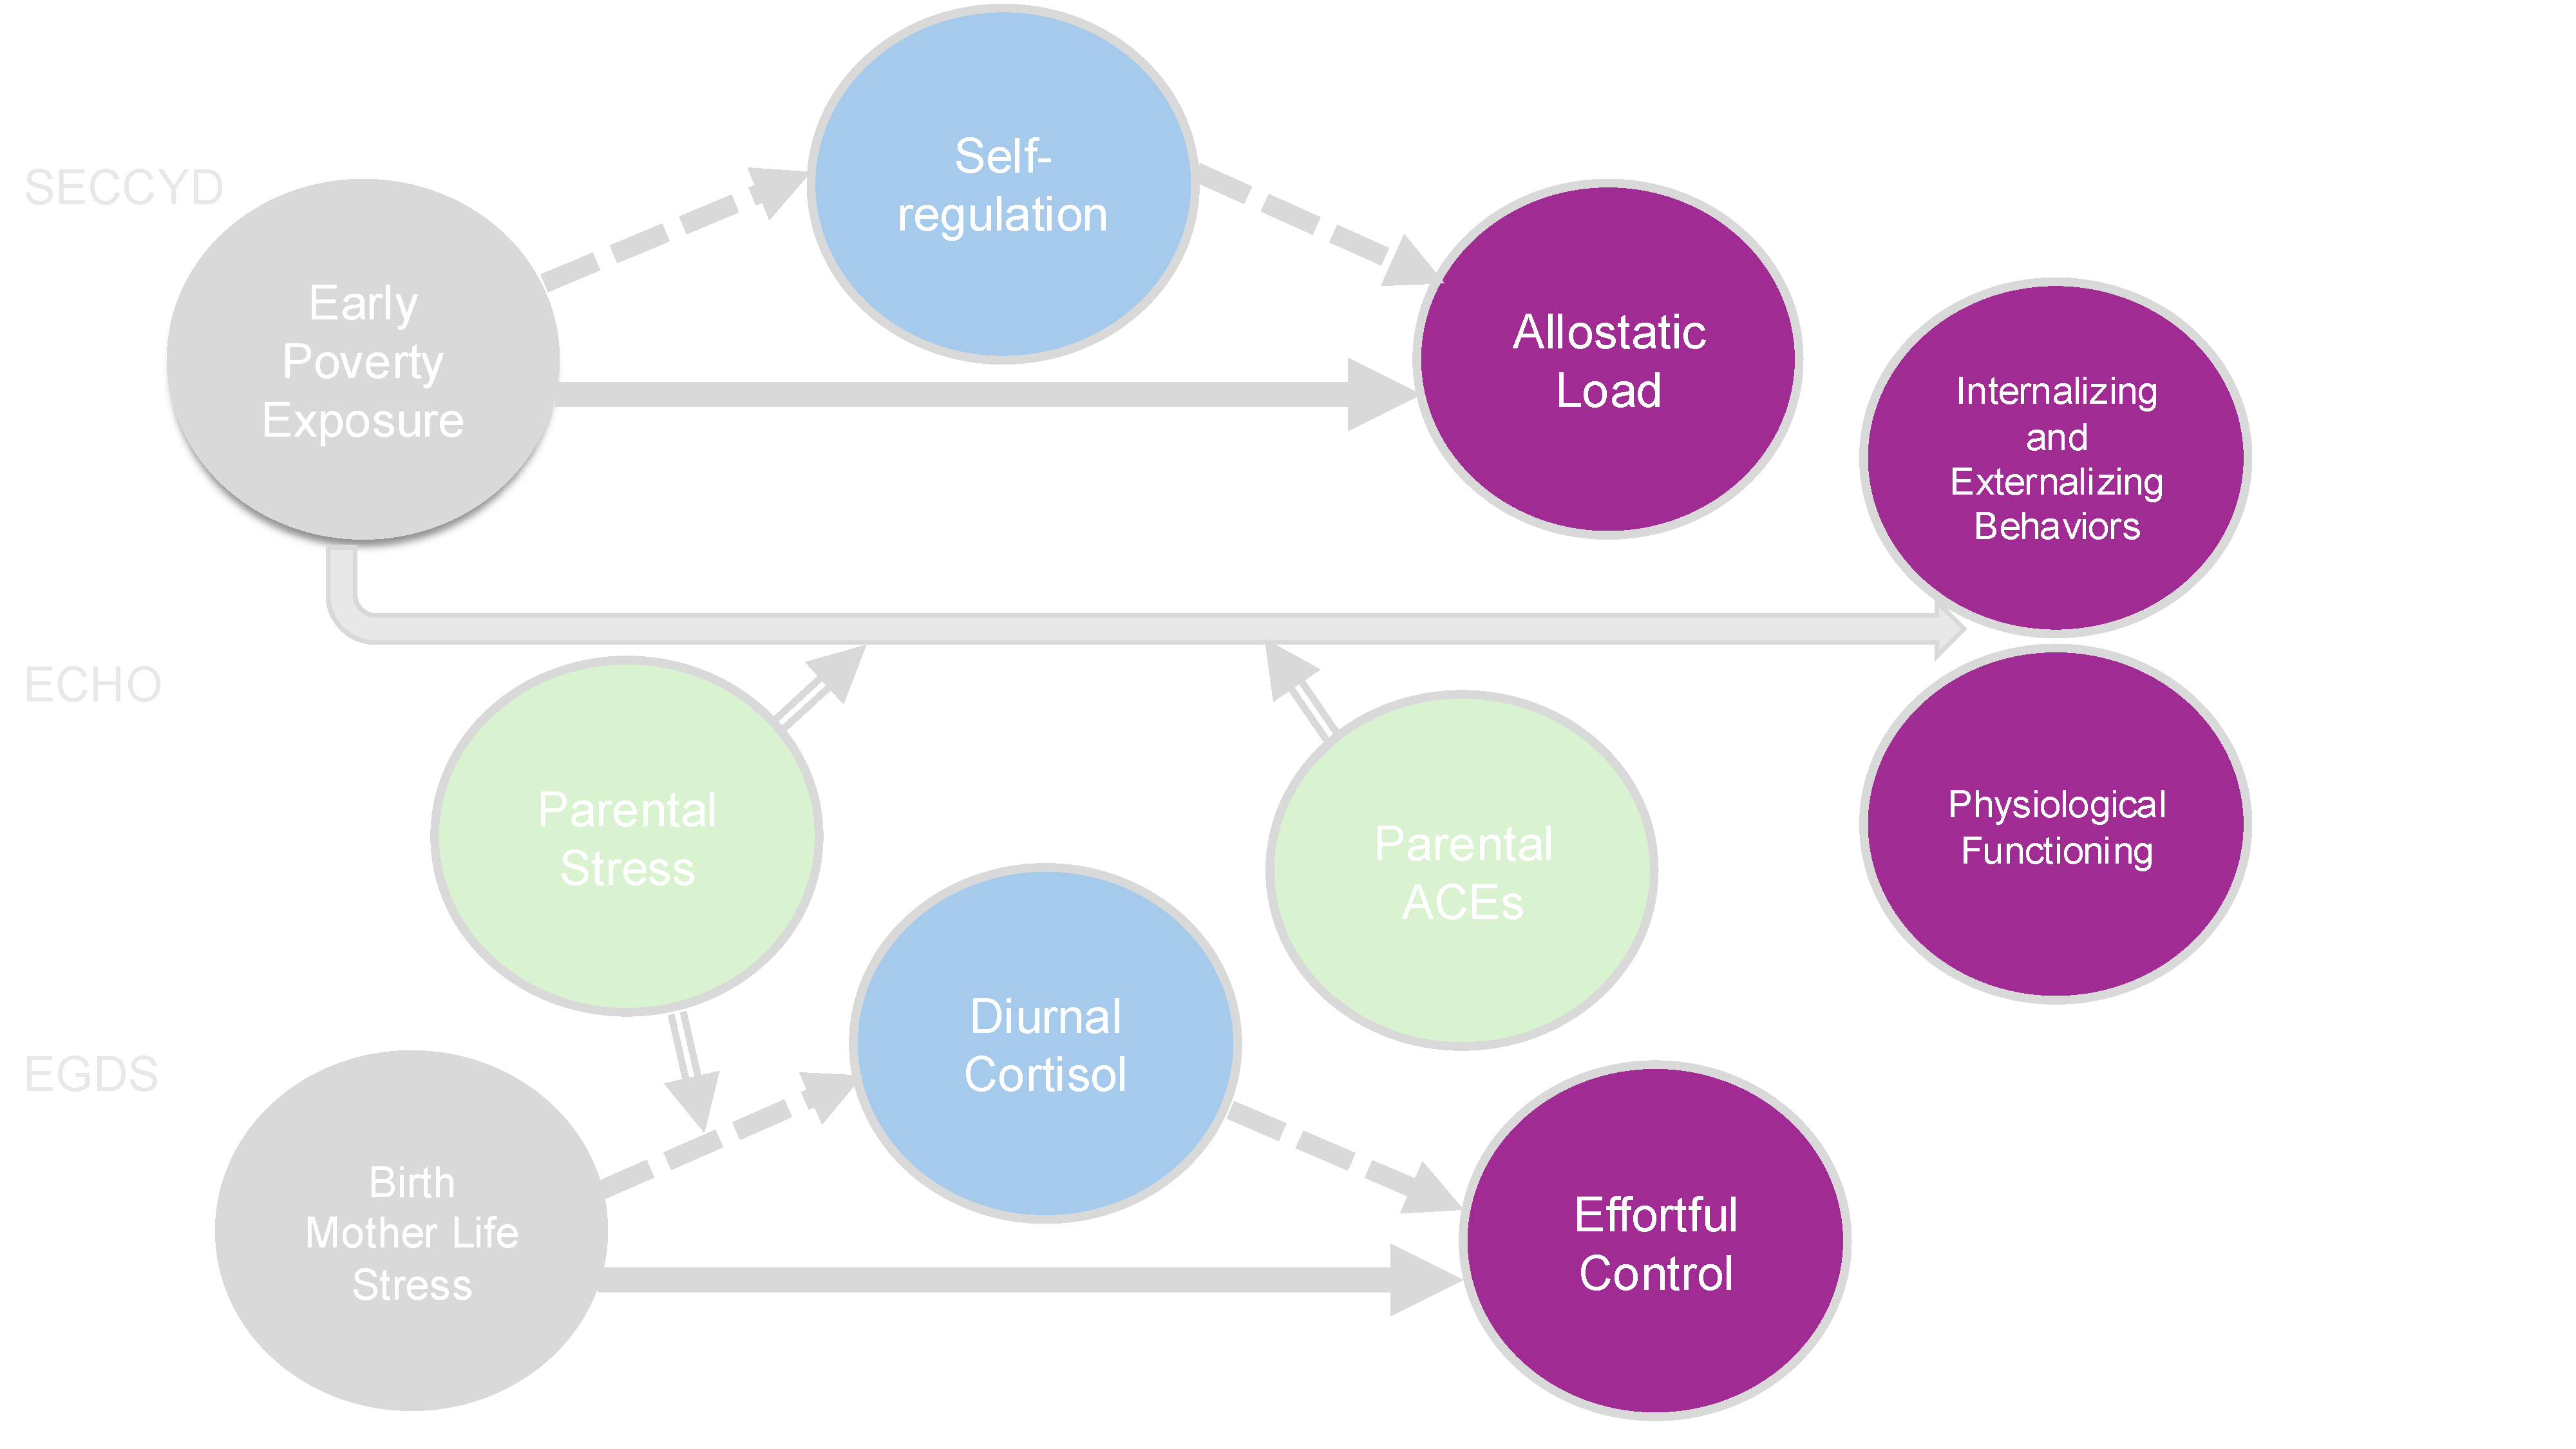 SECCYD
Early
Poverty
Exposure
Self-
regulation
Allostatic
Load
Internalizing
and
Externalizing
Behaviors
ECHO
Parental
Stress
Parental
ACEs
Physiological
Functioning
EGDS
Birth
Mother Life
Stress
Diurnal
Cortisol
Effortful
Control